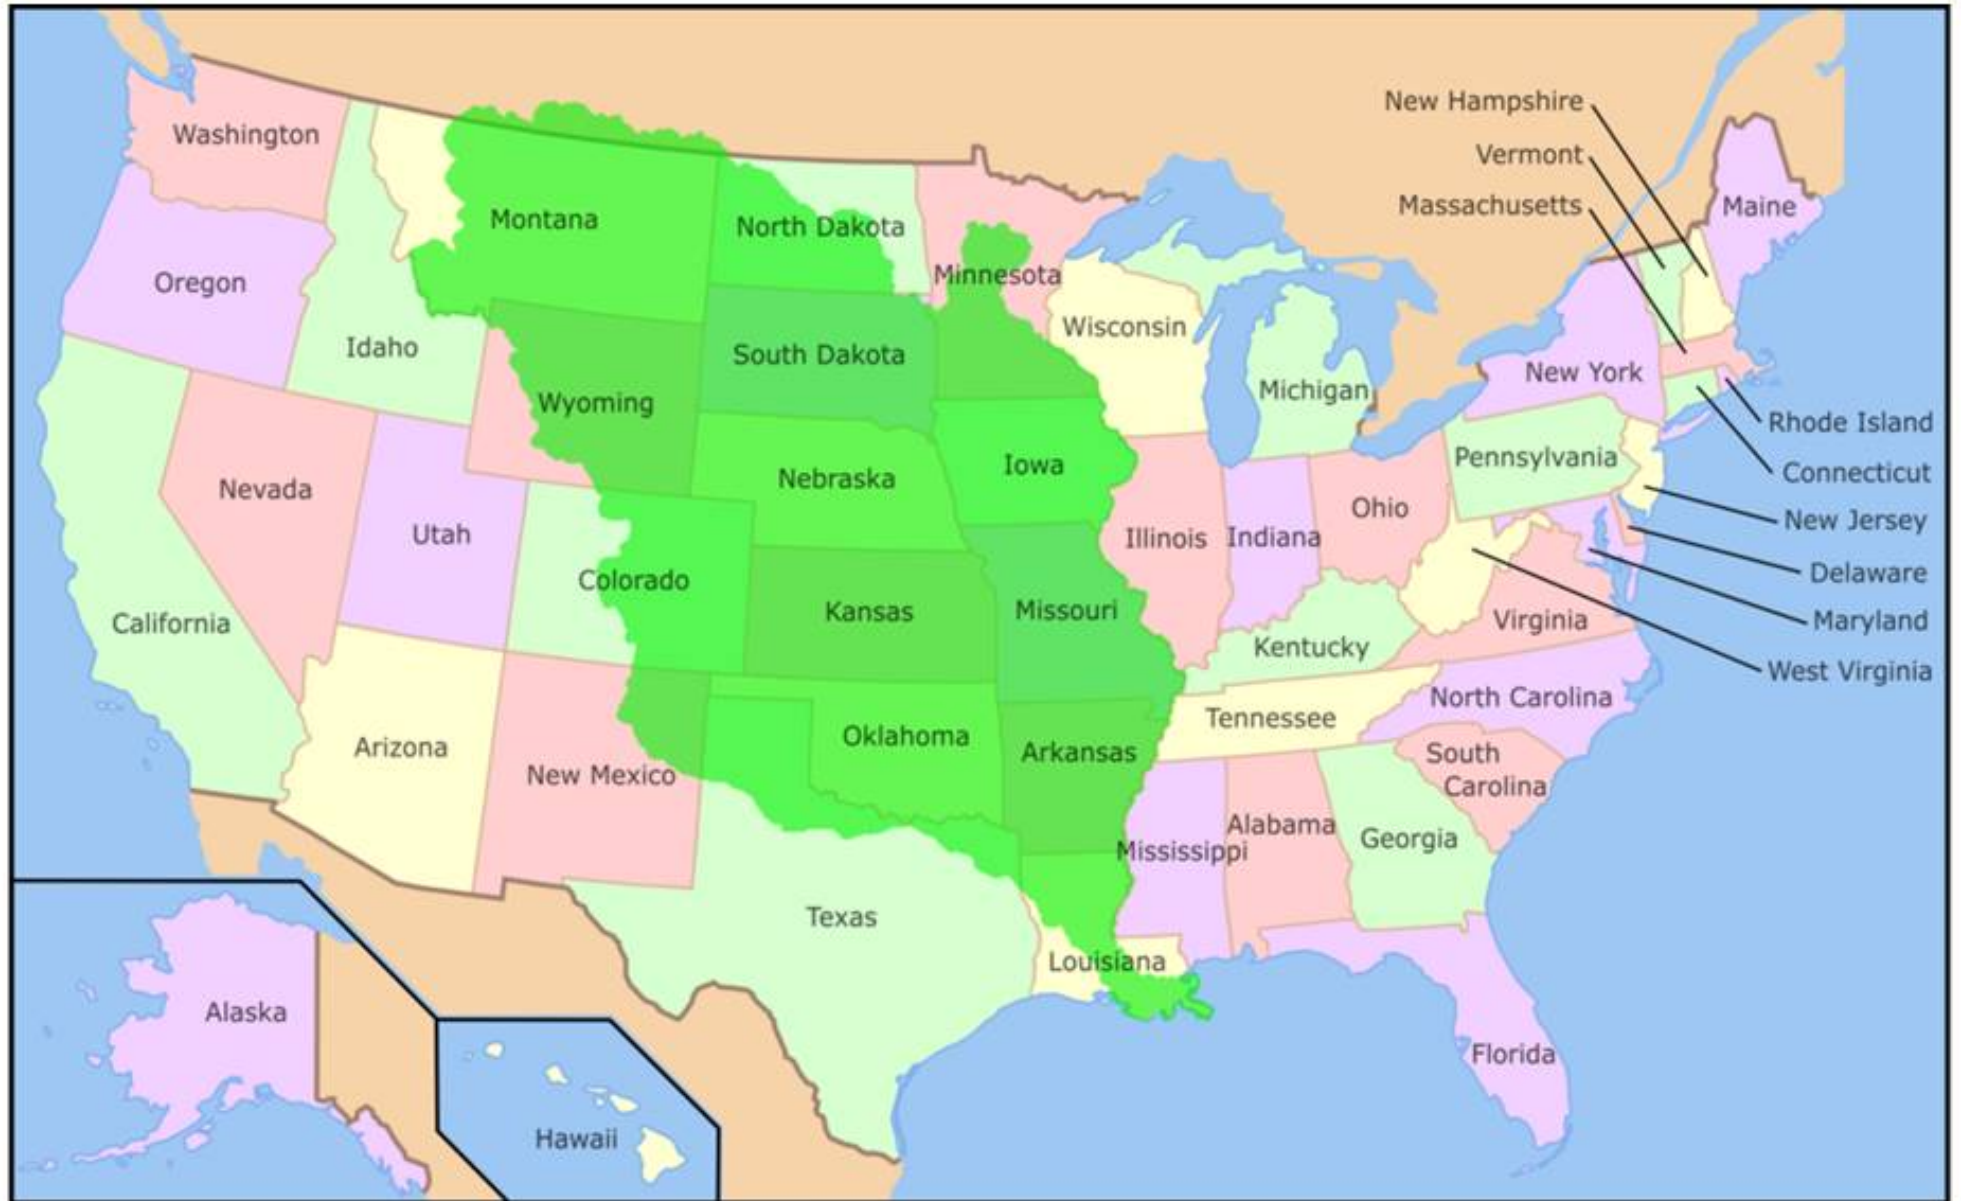 New Hampshire
Washington
Vermont
Massachusetts
Maine
Montana
North Dakota
Minnesota
Oregon
Wisconsin
Idaho
South Dakota
New York
Michigan
Wyoming
Rhode Island
Pennsylvania
Iowa
Connecticut
Nebraska
Nevada
Ohio
New Jersey
Utah
Illinois
Indiana
Delaware
Colorado
Kansas
Missouri
California
Virginia
Maryland
Kentucky
West Virginia
North Carolina
Tennessee
Oklahoma
Arizona
Arkansas
South
Carolina
New Mexico
Alabama
Georgia
Mississippi
Texas
Louisiana
Alaska
Florida
Hawaii